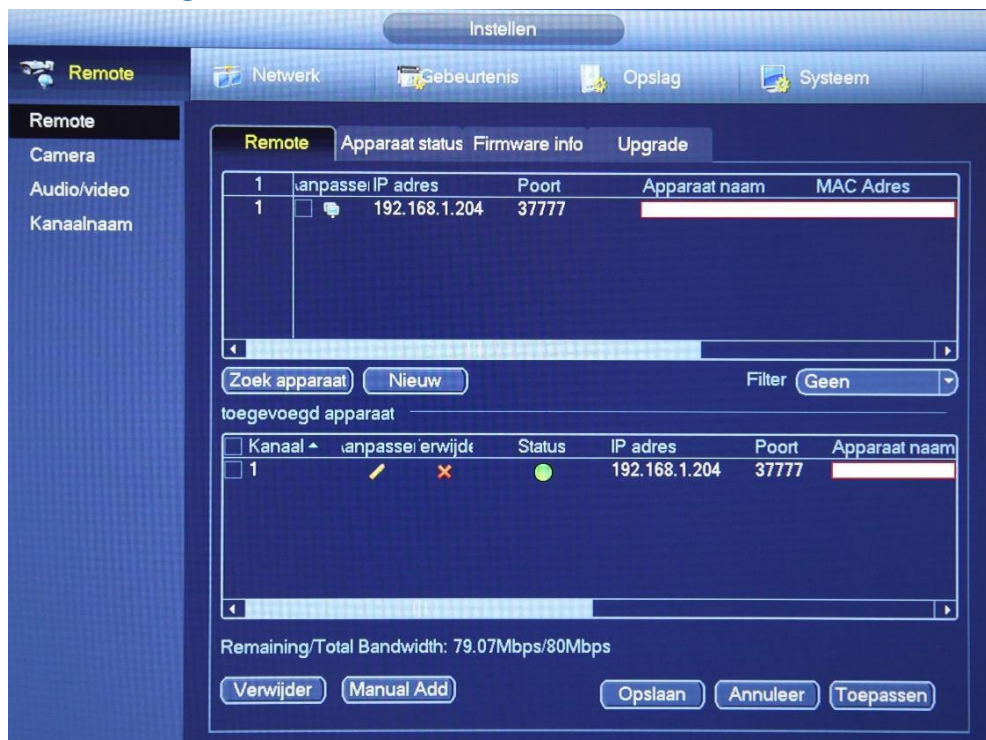 Instellen
Remote Netwerk Gebeurtenis Opslag Systeem
Remote
Camera
Audio/video
Kanaalnaam
Remote Apparaat status Firmware info Upgrade
1 anpasse IP adres Poort Apparaat naam MAC Adres
1 192.168.1.204 37777
Zoek apparaat Nieuw Filter Geen
toegevoegd apparaat
Kanaal anpasse erwijde Status IP adres Poort Apparaat naam
1 192.168.1.204 37777
Remaining/Total Bandwidth: 79.07Mbps/80Mbps
Verwijder Manual Add Opslaan Annuleer Toepassen